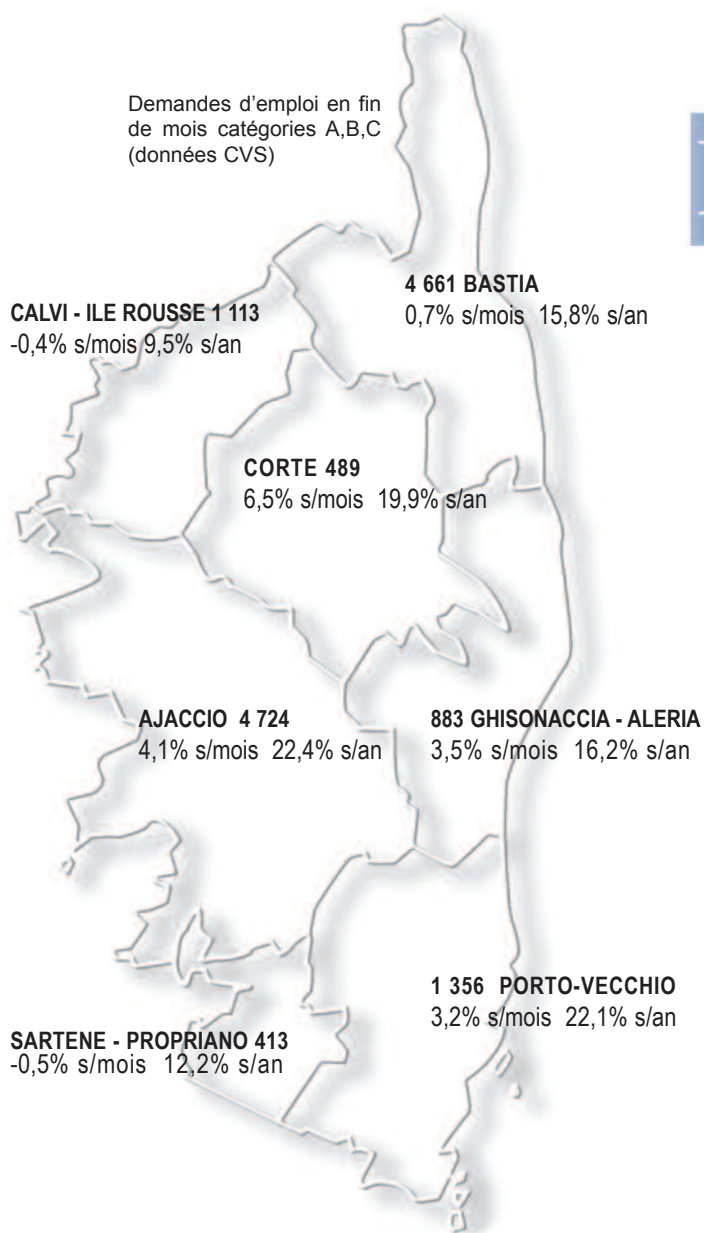 Demandes d'emploi en fin
de mois catégories A,B,C
(données CVS)
4 661 BASTIA
0,7% s/mois 15,8% s/an
CALVI - ILE ROUSSE 1 113
-0,4% s/mois 9,5% s/an
CORTE 489
6,5% s/mois 19,9% s/an
AJACCIO 4 724
4,1% s/mois 22,4% s/an
883 GHISONACCIA - ALERIA
3,5% s/mois 16,2% s/an
1 356 PORTO-VECCHIO
3,2% s/mois 22,1% s/an
SARTENE - PROPRIANO 413
-0,5% s/mois 12,2% s/an